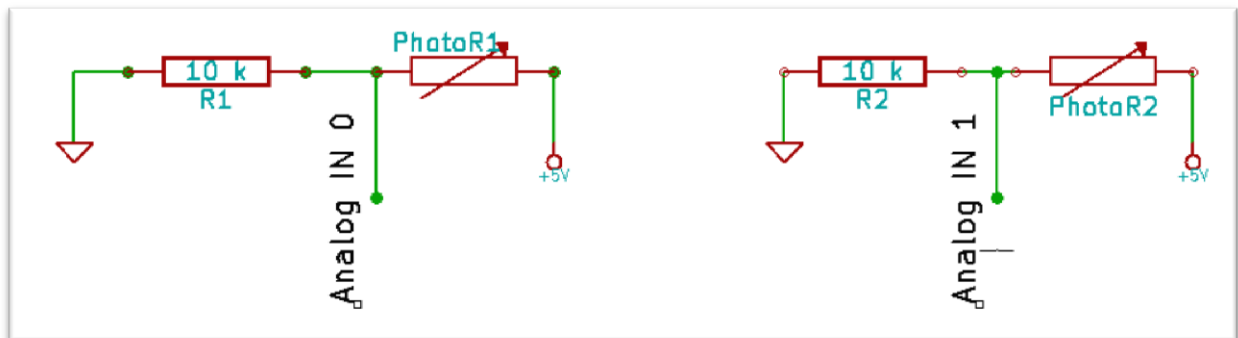 PhotoR1
10 k
R1
Analog IN 0
+5V
10 k
R2
PhotoR2
Analog IN 1
+5V